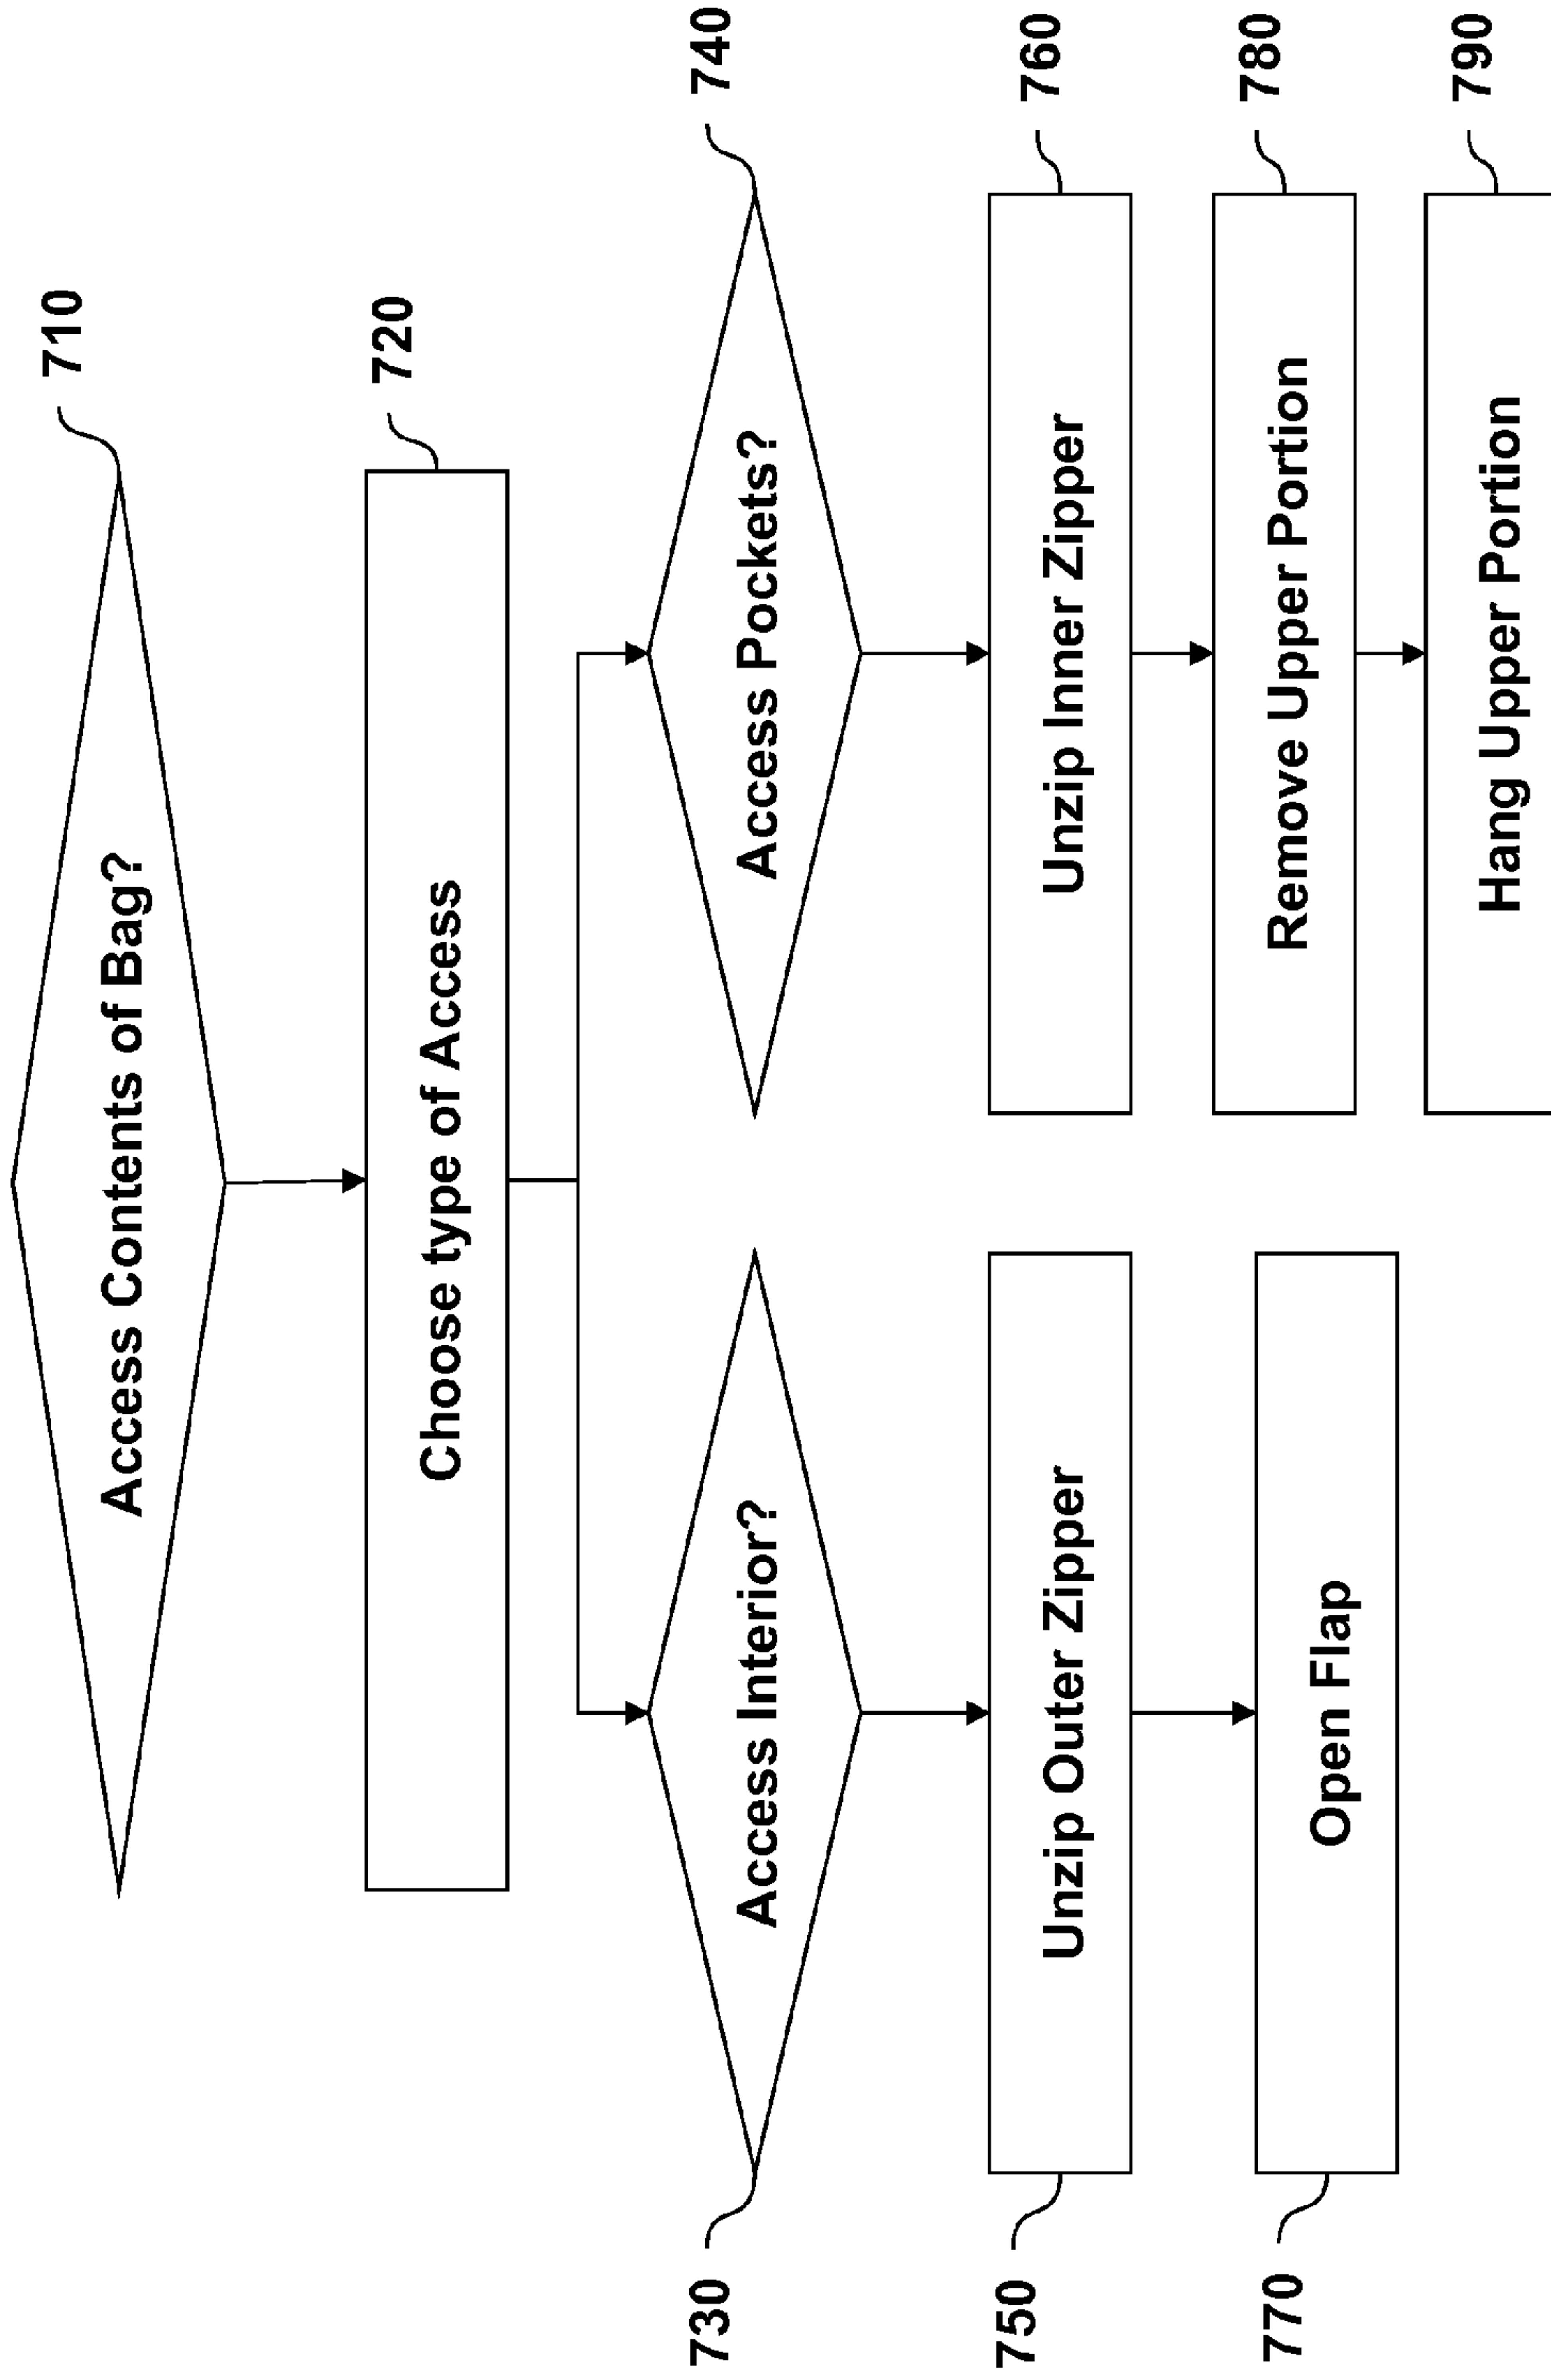 710
Access Contents of Bag?
720
Choose type of Access
730
Access Interior?
Access Pockets?
740
750
Unzip Outer Zipper
Unzip Inner Zipper
760
Remove Upper Portion
780
770
Open Flap
Hang Upper Portion
790